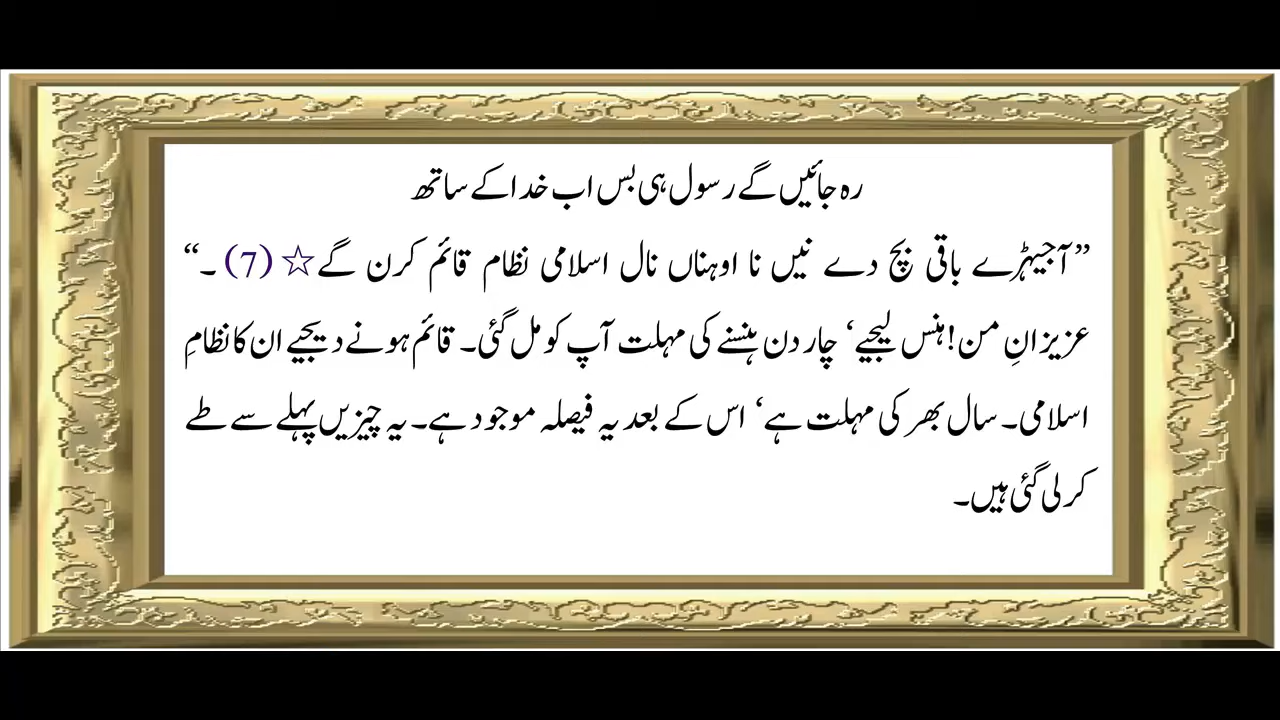 رہ جائیں گے رسول ہی بس اب خدا کے ساتھ
”آجیہڑے باقی بچ دے نیں نا اوہناں نال اسلامی نظام قائم کرن گے☆(7)۔“
عزیزانِ من! ہنس لیجیے‘ چار دن ہنسنے کی مہلت آپ کو مل گئی۔ قائم ہونے دیجیے ان کا نظامِ
اسلامی۔ سال بھر کی مہلت ہے‘ اس کے بعد یہ فیصلہ موجود ہے۔ یہ چیزیں پہلے سے طے
کر لی گئی ہیں۔